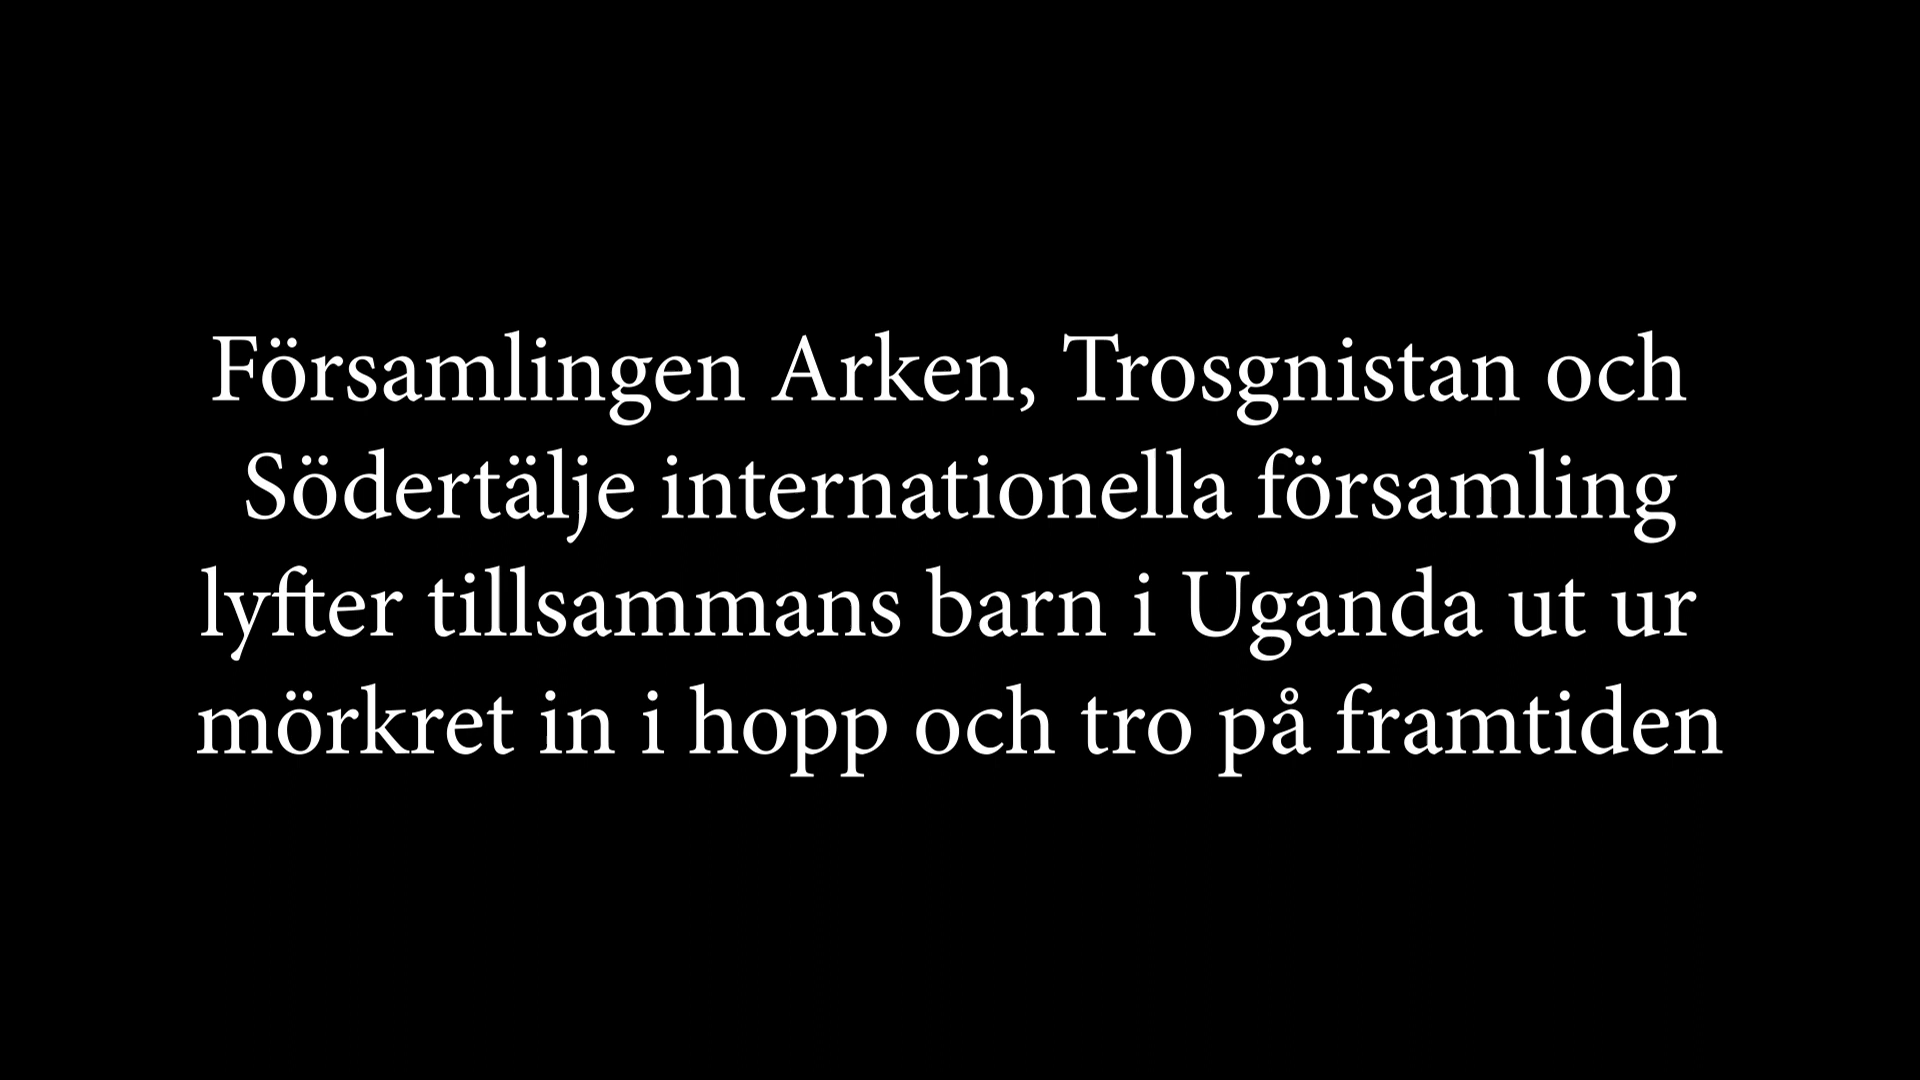 Församlingen Arken, Trosgnistan och
Södertälje internationella församling
lyfter tillsammans barn i Uganda ut ur
mörkret in i hopp och tro på framtiden